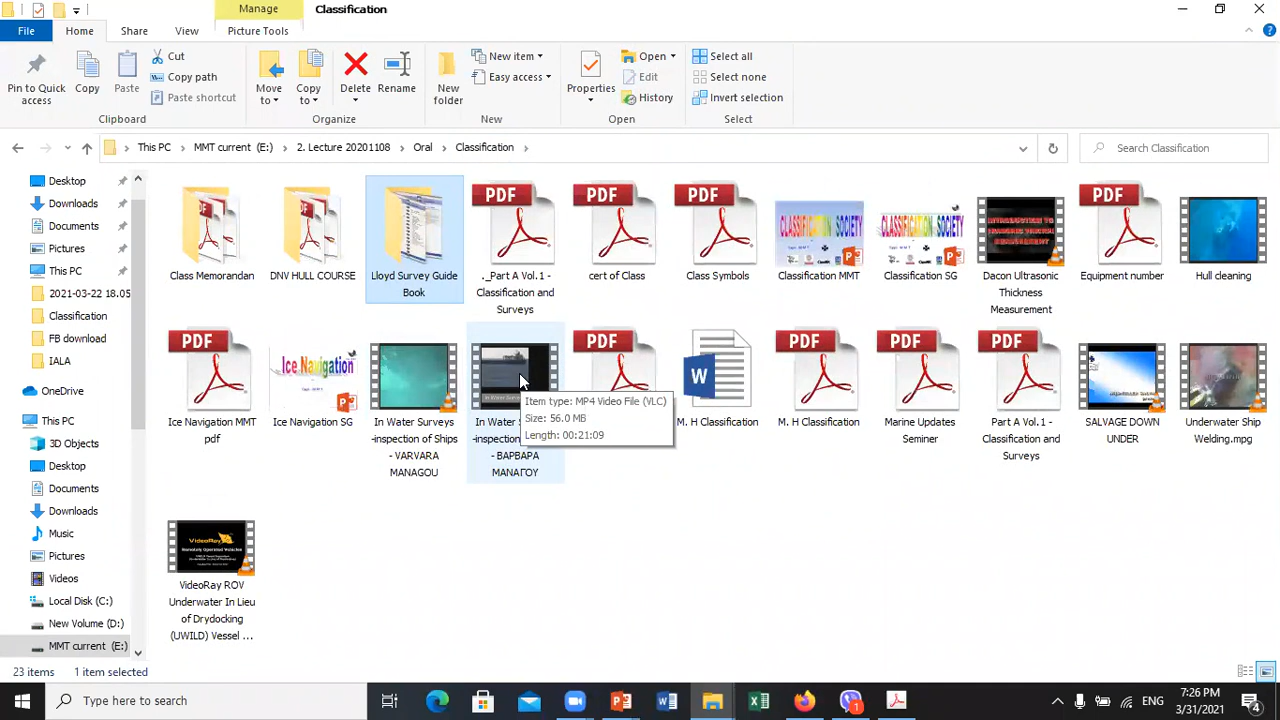 Manage
Classification
File
Home
Share
View
Picture Tools
Pin to Quick access
Copy
Paste
Cut
Copy path
Paste shortcut
Clipboard
Move to
Copy to
Delete
Rename
Organize
New folder
New item
Easy access
New
Properties
Open
Edit
History
Open
Select all
Select none
Invert selection
Select
This PC
MMT current (E:)
2. Lecture 20201108
Oral
Classification
Search Classification
Desktop
Downloads
Documents
Pictures
This PC
2021-03-22 18.05
Classification
FB download
IALA
OneDrive
This PC
3D Objects
Desktop
Documents
Downloads
Music
Pictures
Videos
Local Disk (C:)
New Volume (D:)
MMT current (E:)
Class Memorandan
DNV HULL COURSE
Lloyd Survey Guide
Book
._Part A Vol.1 -
Classification and
Surveys
cert of Class
Class Symbols
CLASSIFICATION SOCIETY
Classification MMT
CLASSIFICATION SOCIETY
Classification SG
INTRODUCTION TO
Dacon Ultrasonic
Thickness
Measurement
Equipment number
Hull cleaning
Ice Navigation MMT
pdf
Ice Navigation
Ice Navigation SG
In Water Surveys
-inspection of Ships
- VARVARA
MANAGOU
In Water
-inspection
- ΒΑΡΒΑΡΑ
ΜΑΝΑΓΟΥ
Item type: MP4 Video File (VLC)
Size: 56.0 MB
Length: 00:21:09
M. H Classification
M. H Classification
Marine Updates
Seminer
Part A Vol.1 -
Classification and
Surveys
SALVAGE DOWN
UNDER
Underwater Ship
Welding.mpg
VideoRay
VideoRay ROV
Underwater In Lieu
of Drydocking
(UWILD) Vessel ...
PDF
PDF
PDF
PDF
PDF
PDF
PDF
PDF
PDF
23 items
1 item selected
Type here to search
ENG
7:26 PM
3/31/2021
1
4